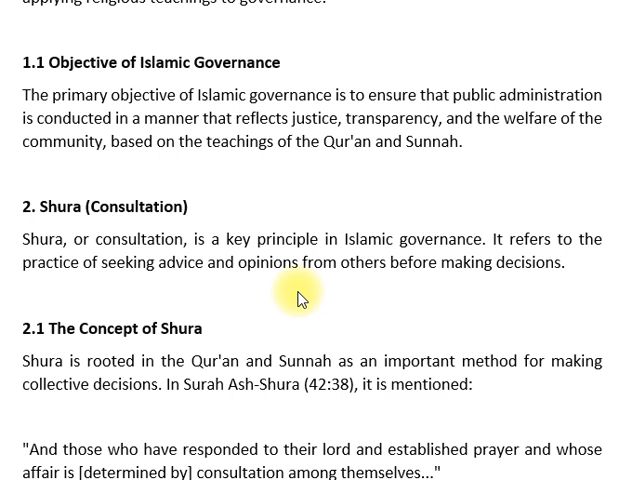 applying religious teachings to governance.
1.1 Objective of Islamic Governance
The primary objective of Islamic governance is to ensure that public administration
is conducted in a manner that reflects justice, transparency, and the welfare of the
community, based on the teachings of the Qur'an and Sunnah.
2. Shura (Consultation)
Shura, or consultation, is a key principle in Islamic governance. It refers to the
practice of seeking advice and opinions from others before making decisions.
2.1 The Concept of Shura
Shura is rooted in the Qur'an and Sunnah as an important method for making
collective decisions. In Surah Ash-Shura (42:38), it is mentioned:
"And those who have responded to their lord and established prayer and whose
affair is [determined by] consultation among themselves..."